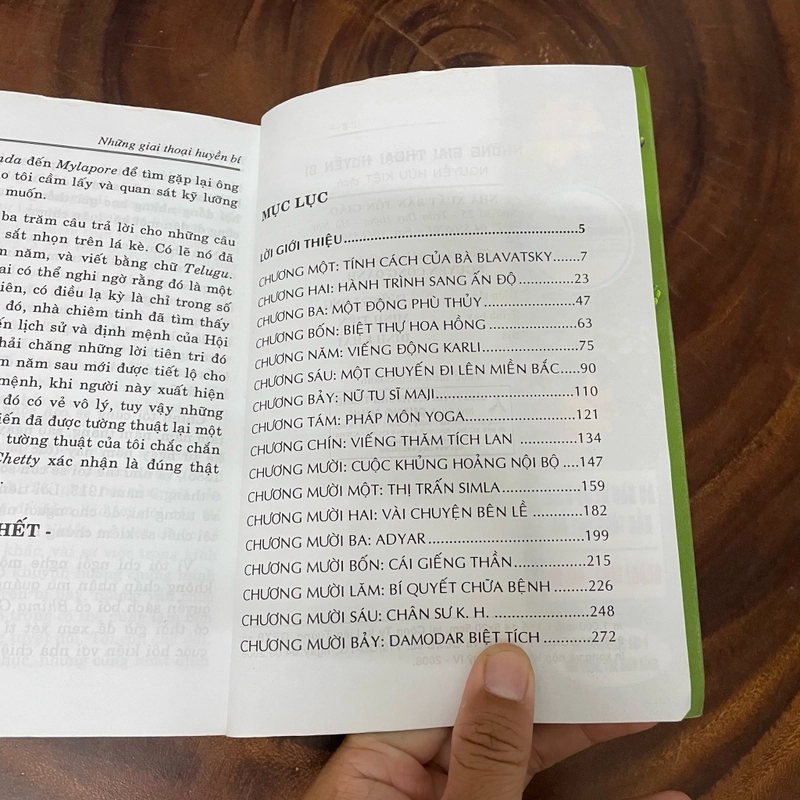 Những giai thoại huyền bí
đến Mylapore để tìm gặp lại ông
tôi cầm lấy và quan sát kỹ lưỡng
muốn.
ba trăm câu trả lời cho những câu
sắt nhọn trên lá kè. Có lẽ nó đã
năm, và viết bằng chữ Telugu.
ai có thể nghi ngờ rằng đó là một
có điều lạ kỳ là chỉ trong số
đó, nhà chiêm tinh đã tìm thấy
lịch sử và định mệnh của Hội
chăng những lời tiên tri đó
năm sau mới được tiết lộ cho
mệnh, khi người này xuất hiện
đó có vẻ vô lý, tuy vậy những
đã được tường thuật lại một
tường thuật của tôi chắc chắn
Chetty xác nhận là đúng thật
HẾT -
MỤC LỤC
LỜI GIỚI THIỆU..........5
CHƯƠNG MỘT: TÍNH CÁCH CỦA BÀ BLAVATSKY.......7
CHƯƠNG HAI: HÀNH TRÌNH SANG ẤN ĐỘ ..........23
CHƯƠNG BA: MỘT ĐỘNG PHÙ THỦY ..........47
CHƯƠNG BỐN: BIỆT THỰ HOA HỒNG ..........63
CHƯƠNG NĂM: VIẾNG ĐỘNG KARLI..........75
CHƯƠNG SÁU: MỘT CHUYẾN ĐI LÊN MIỀN BẮC.....90
CHƯƠNG BẢY: NỮ TU SĨ MAJI..........110
CHƯƠNG TÁM: PHÁP MÔN YOGA..........121
CHƯƠNG CHÍN: VIẾNG THĂM TÍCH LAN ..........134
CHƯƠNG MƯỜI: CUỘC KHỦNG HOẢNG NỘI BỘ ....147
CHƯƠNG MƯỜI MỘT: THỊ TRẤN SIMLA..........159
CHƯƠNG MƯỜI HAI: VÀI CHUYỆN BÊN LỀ ..........182
CHƯƠNG MƯỜI BA: ADYAR..........199
CHƯƠNG MƯỜI BỐN: CÁI GIẾNG THẦN..........215
CHƯƠNG MƯỜI LĂM: BÍ QUYẾT CHỮA BỆNH .......226
CHƯƠNG MƯỜI SÁU: CHÂN SƯ K. H. ..........248
CHƯƠNG MƯỜI BẢY: DAMODAR BIỆT TÍCH ..........272